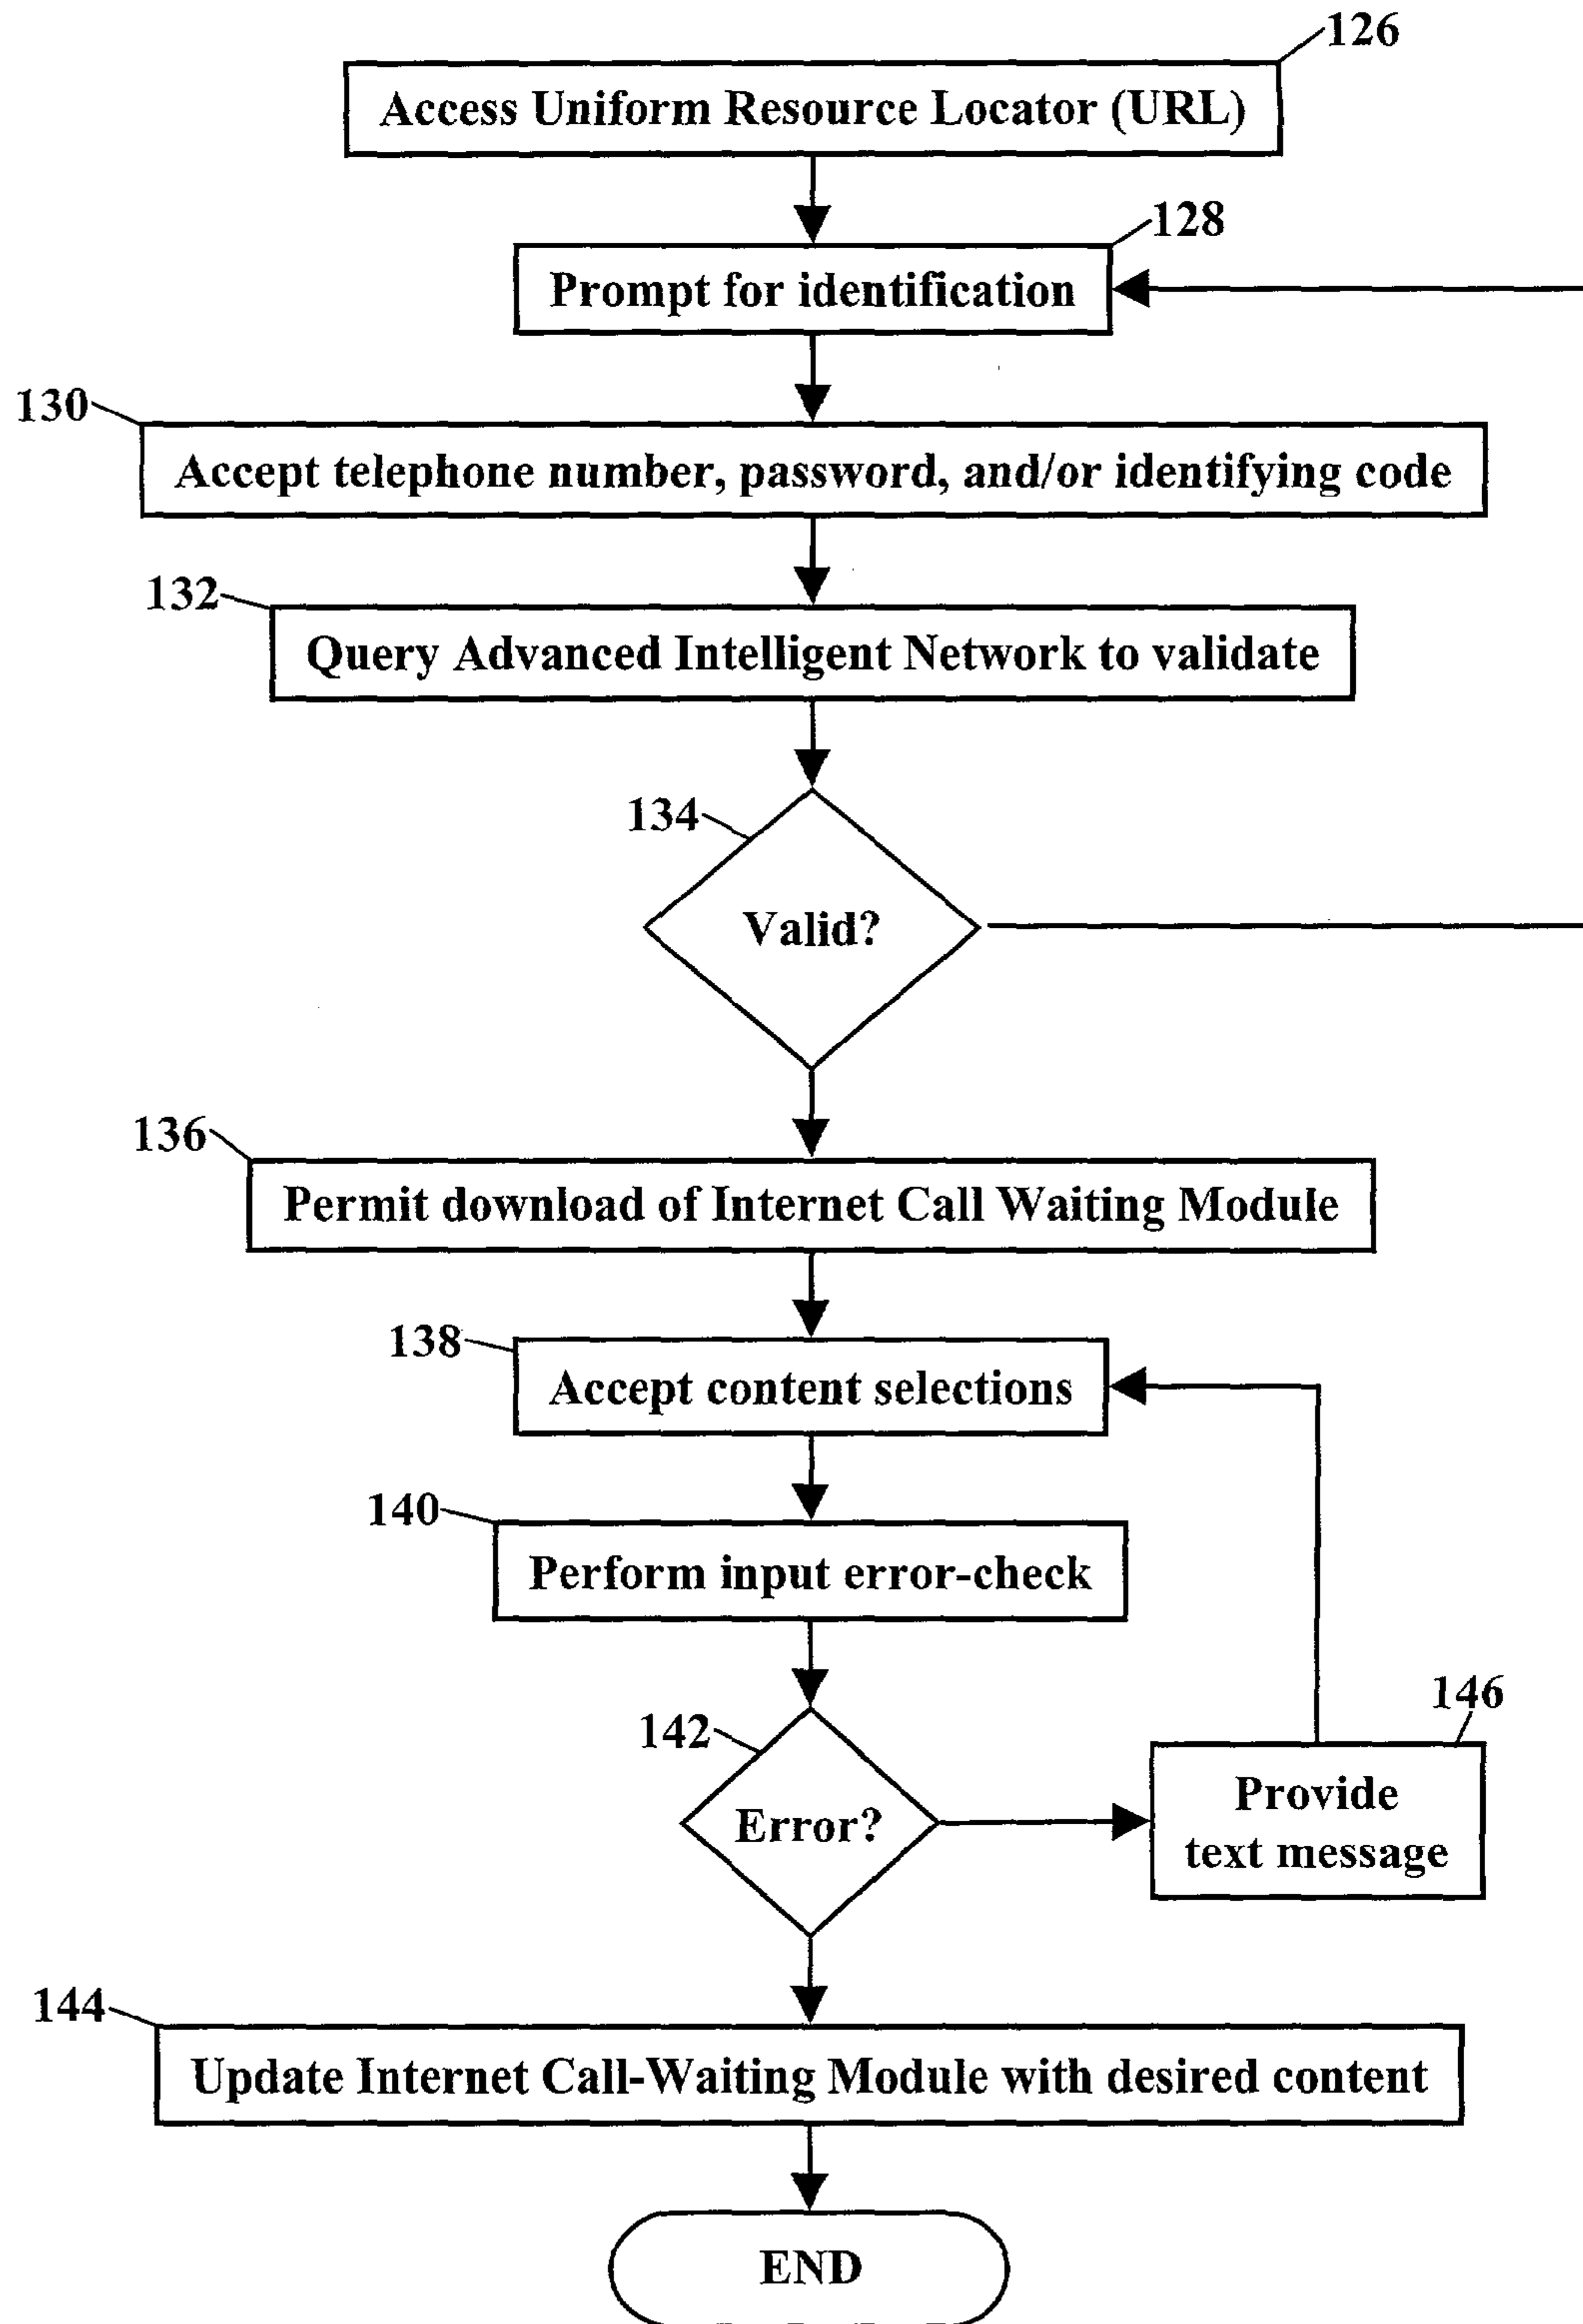 126
Access Uniform Resource Locator (URL)
128
Prompt for identification
130
Accept telephone number, password, and/or identifying code
132
Query Advanced Intelligent Network to validate
134
Valid?
136
Permit download of Internet Call Waiting Module
138
Accept content selections
140
Perform input error-check
142
Error?
146
Provide
text message
144
Update Internet Call-Waiting Module with desired content
END